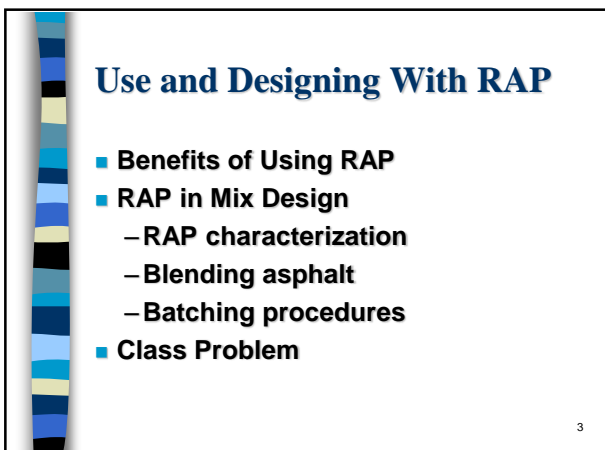 Use and Designing With RAP
■ Benefits of Using RAP
■ RAP in Mix Design
– RAP characterization
– Blending asphalt
– Batching procedures
■ Class Problem
3